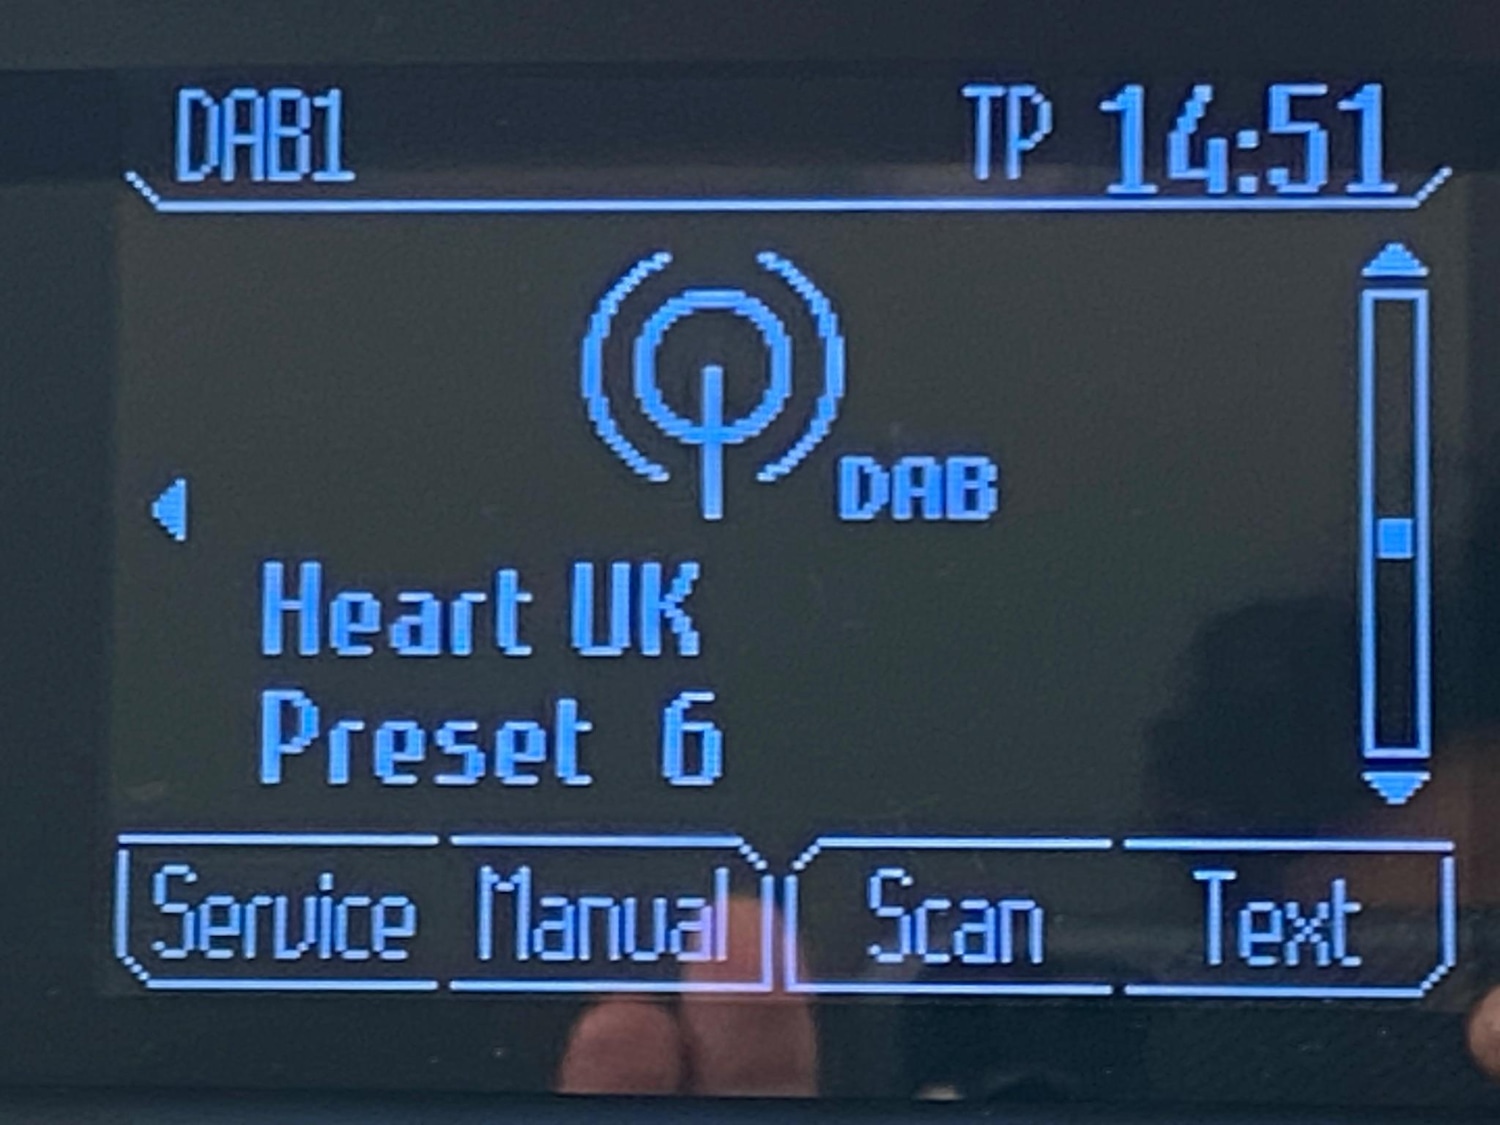 DAB1 TP 14:51
DAB
Heart UK
Preset 6
Service Manual Scan Text